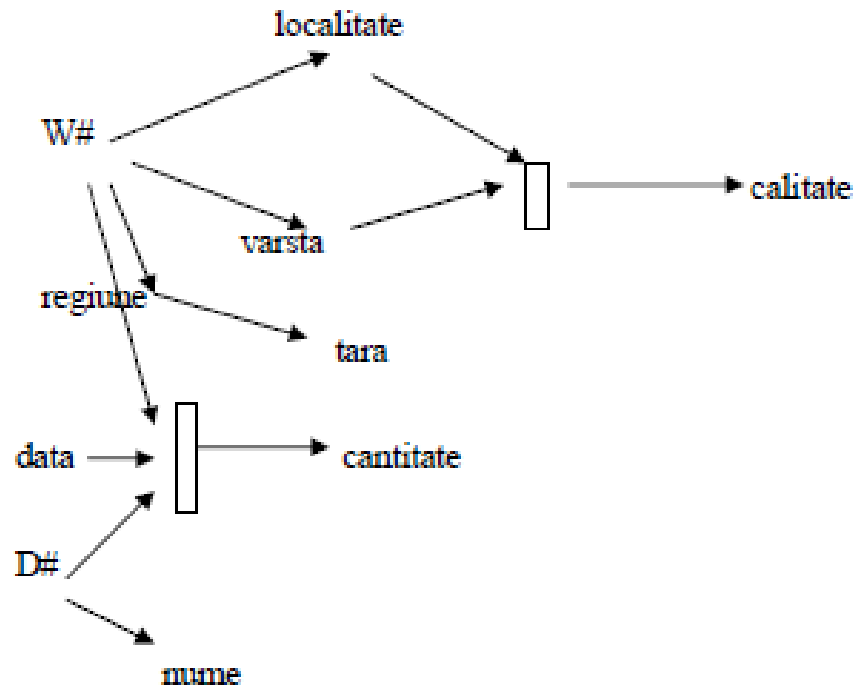 localitate
W#
calitate
varsta
regiune
tara
data
cantitate
D#
nume